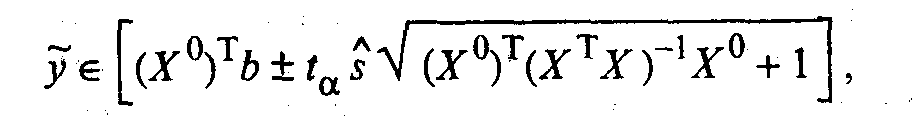 ỹ ∈ [(X⁰)ᵀb ± t_α ŝ √((X⁰)ᵀ(XᵀX)⁻¹X⁰ + 1)],